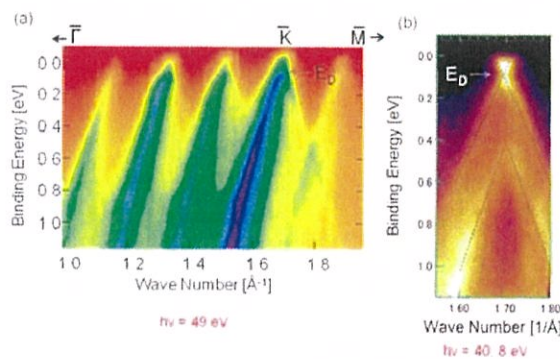 (a)
Γ̅ K̅ M̅
0.0
0.2
0.4
0.6
0.8
1.0
Binding Energy [eV]
E_D
1.0 1.2 1.4 1.6 1.8
Wave Number [Å⁻¹]
hν = 49 eV
(b)
0.0
0.2
0.4
0.6
0.8
1.0
Binding Energy [eV]
E_D
1.60 1.70 1.80
Wave Number [1/Å]
hν = 40.8 eV